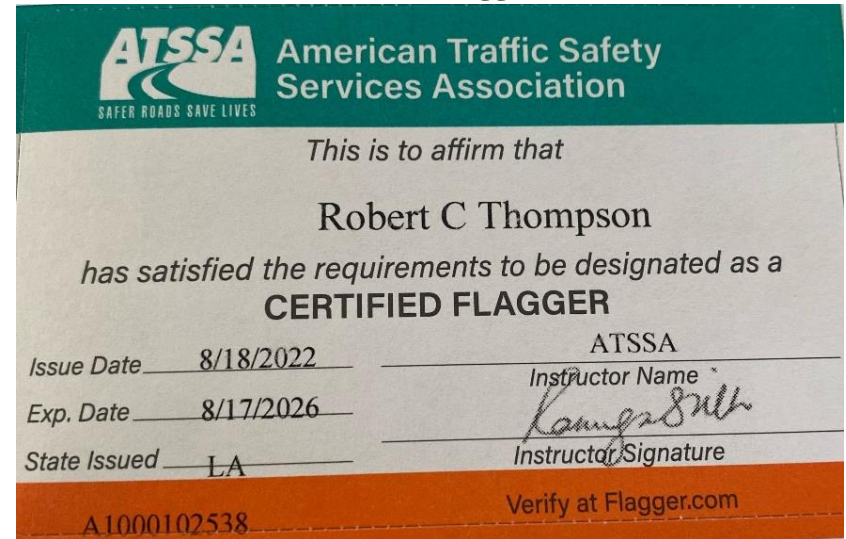 ATSSA
SAFER ROADS SAVE LIVES
American Traffic Safety
Services Association
This is to affirm that
Robert C Thompson
has satisfied the requirements to be designated as a
CERTIFIED FLAGGER
Issue Date 8/18/2022
ATSSA
Instructor Name
Exp. Date 8/17/2026
Instructor Signature
State Issued LA
Verify at Flagger.com
A1000102538